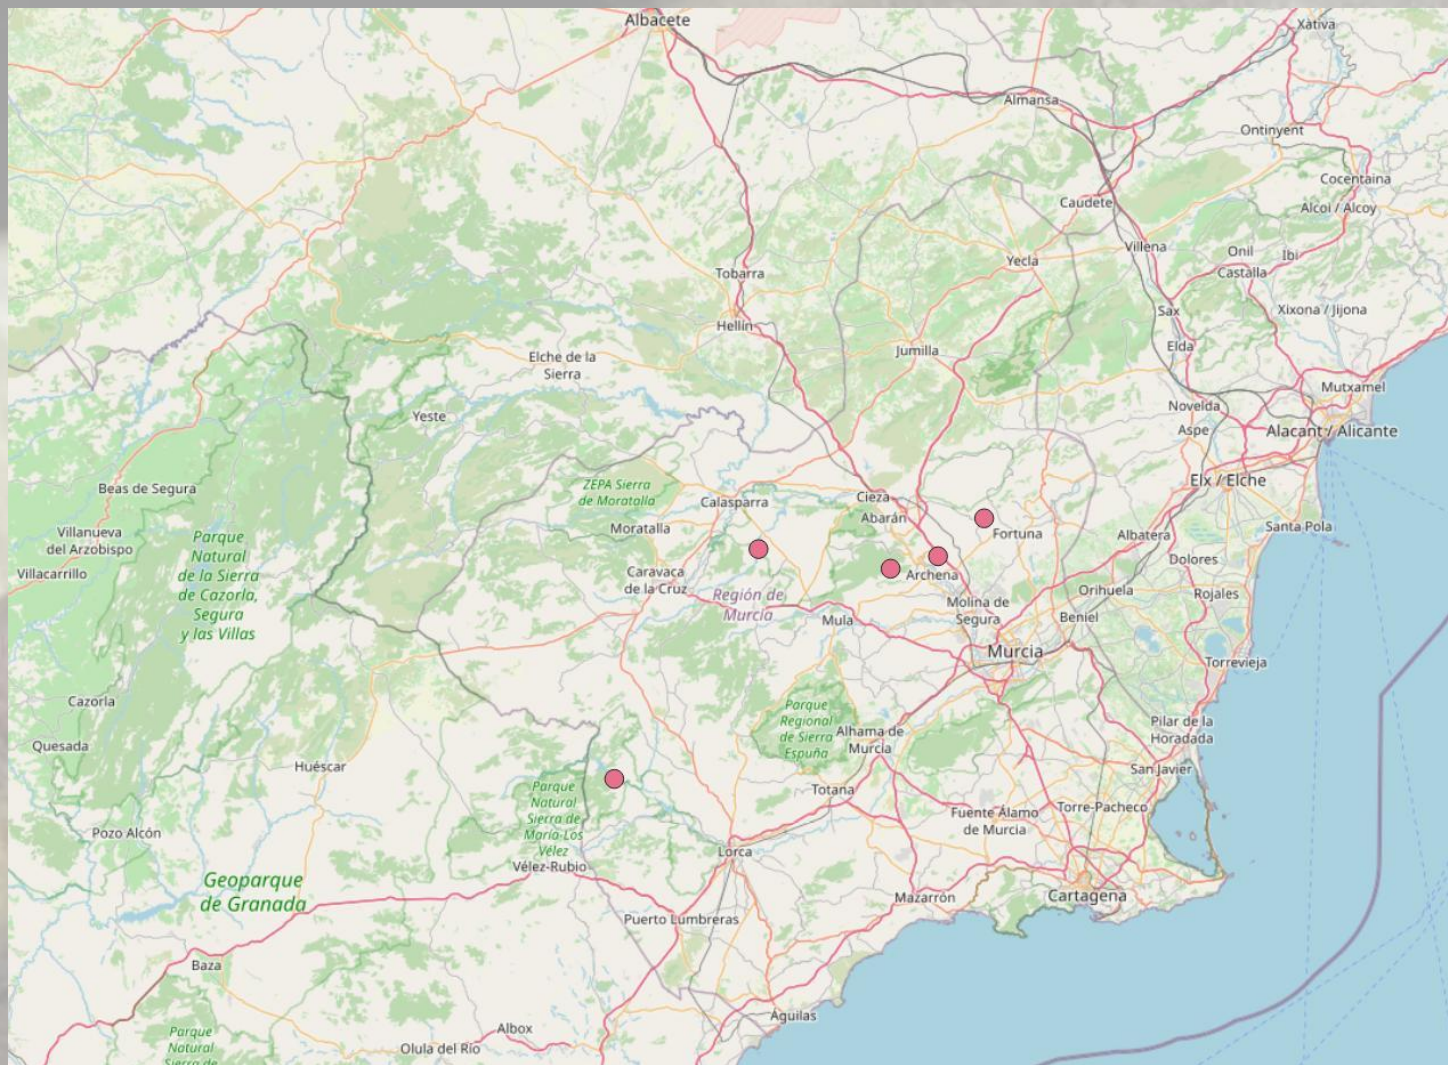 Albacete
Xàtiva
Almansa
Ontinyent
Cocentaina
Caudete
Alcoi / Alcoy
Villena
Onil
Ibi
Yecla
Castalla
Tobarra
Sax
Xixona / Jijona
Hellín
Elda
Jumilla
Elche de la
Sierra
Mutxamel
Yeste
Novelda
Aspe
Alacant / Alicante
Beas de Segura
ZEPA Sierra
de Moratalla
Calasparra
Cieza
Elx / Elche
Abarán
Moratalla
Fortuna
Albatera
Santa Pola
Villanueva
del Arzobispo
Villacarrillo
Parque
Natural
de la Sierra
de Cazorla,
Segura
y las Villas
Caravaca
de la Cruz
Archena
Dolores
Región de
Murcia
Orihuela
Rojales
Molina de
Segura
Beniel
Mula
Murcia
Torrevieja
Cazorla
Quesada
Parque
Regional
de Sierra
Espuña
Alhama de
Murcia
Pilar de la
Horadada
Huéscar
San Javier
Parque
Natural
Sierra de
María-Los
Vélez
Totana
Fuente Álamo
de Murcia
Torre-Pacheco
Pozo Alcón
Lorca
Vélez-Rubio
Geoparque
de Granada
Mazarrón
Cartagena
Puerto Lumbreras
Baza
Águilas
Albox
Olula del Río
Parque
Natural
Sierra de